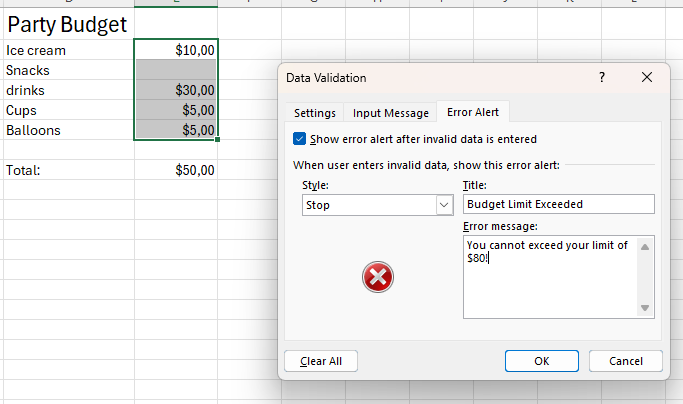 Party Budget
Ice cream $10,00
Snacks
drinks $30,00
Cups $5,00
Balloons $5,00
Total: $50,00
Data Validation ?
Settings Input Message Error Alert
Show error alert after invalid data is entered
When user enters invalid data, show this error alert:
Style: Title:
Stop Budget Limit Exceeded
Error message:
You cannot exceed your limit of
$80!
Clear All OK Cancel